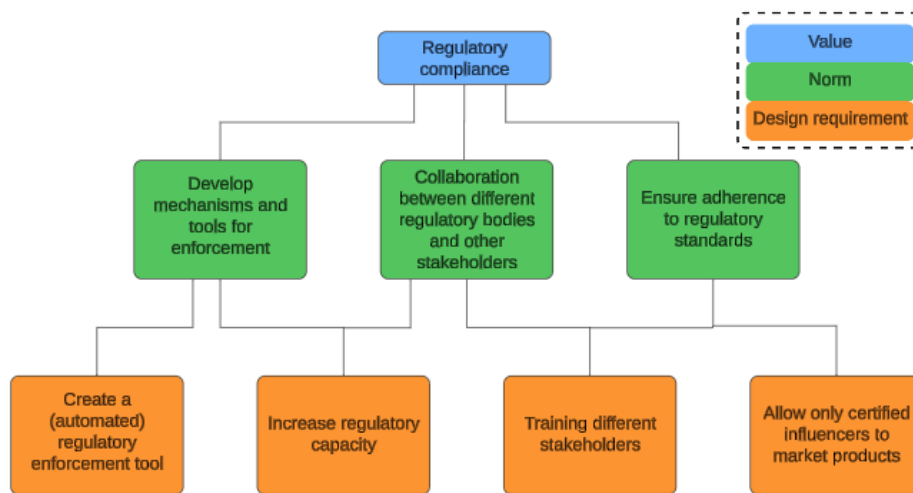 Regulatory
compliance
Value
Norm
Design requirement
Develop
mechanisms and
tools for
enforcement
Collaboration
between different
regulatory bodies
and other
stakeholders
Ensure adherence
to regulatory
standards
Create a
(automated)
regulatory
enforcement tool
Increase regulatory
capacity
Training different
stakeholders
Allow only certified
influencers to
market products